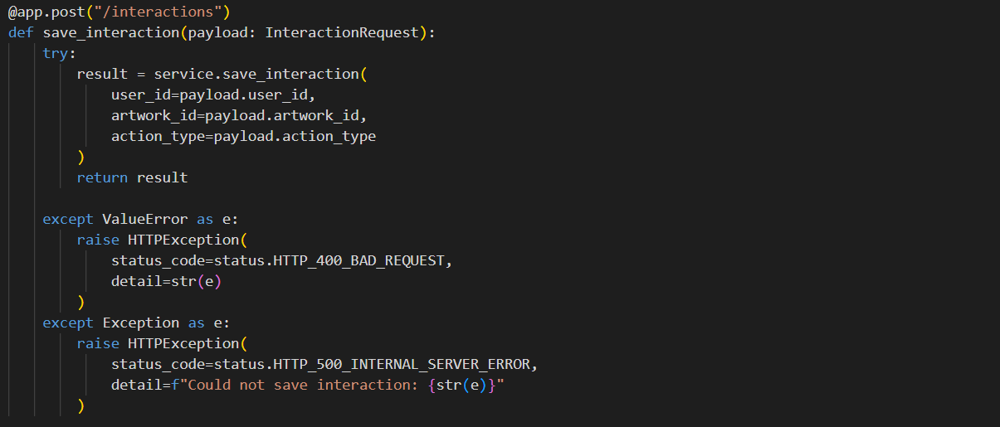 @app.post("/interactions")
def save_interaction(payload: InteractionRequest):
    try:
        result = service.save_interaction(
            user_id=payload.user_id,
            artwork_id=payload.artwork_id,
            action_type=payload.action_type
        )
        return result

    except ValueError as e:
        raise HTTPException(
            status_code=status.HTTP_400_BAD_REQUEST,
            detail=str(e)
        )
    except Exception as e:
        raise HTTPException(
            status_code=status.HTTP_500_INTERNAL_SERVER_ERROR,
            detail=f"Could not save interaction: {str(e)}"
        )